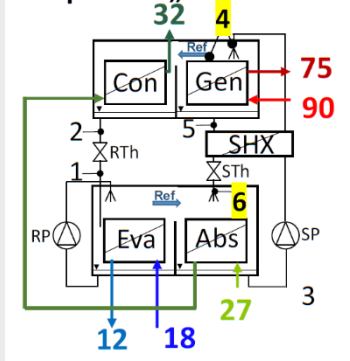 32
4
Ref
Con
Gen
75
90
2
5
RTh
SHX
1
STh
Ref
6
RP
Eva
Abs
SP
27
3
12
18